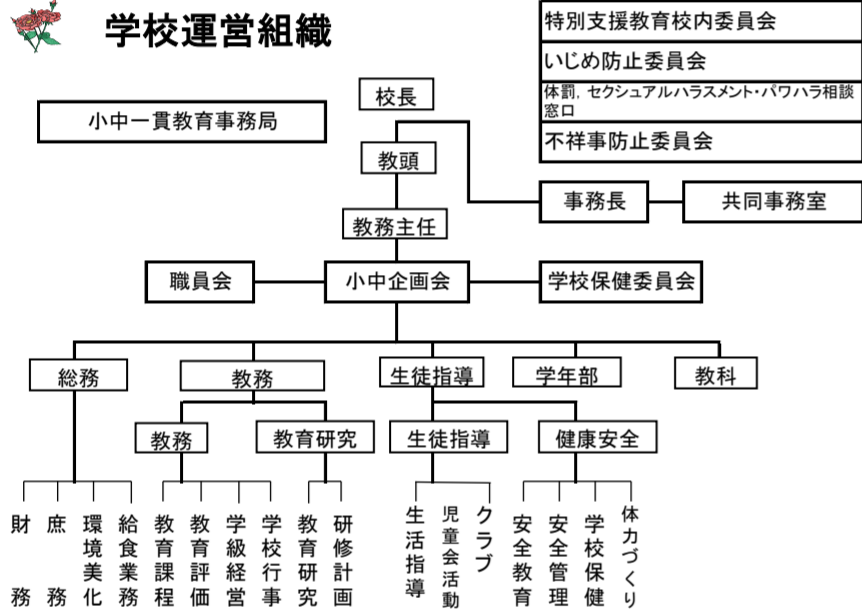 学校運営組織
特別支援教育校内委員会
いじめ防止委員会
体罰，セクシュアルハラスメント・パワハラ相談
窓口
不祥事防止委員会
校長
小中一貫教育事務局
教頭
事務長
共同事務室
教務主任
職員会
小中企画会
学校保健委員会
総務
教務
生徒指導
学年部
教科
教務
教育研究
生徒指導
健康安全
財務
庶務
環境美化
給食業務
教育課程
教育評価
学級経営
学校行事
教育研究
研修計画
生活指導
児童会活動
クラブ
安全教育
安全管理
学校保健
体力づくり